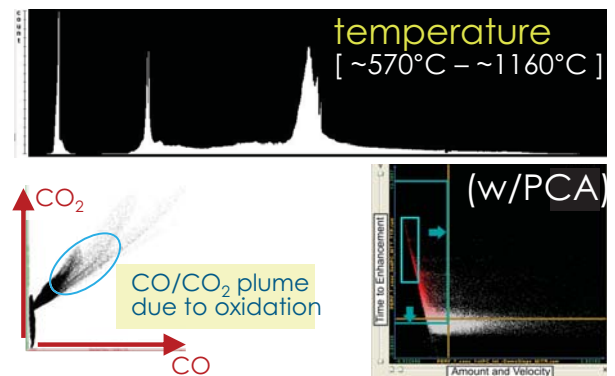 count
temperature
[ ~570°C – ~1160°C ]
CO₂
CO/CO₂ plume
due to oxidation
CO
(w/PCA)
Time to Enhancement
Amount and Velocity